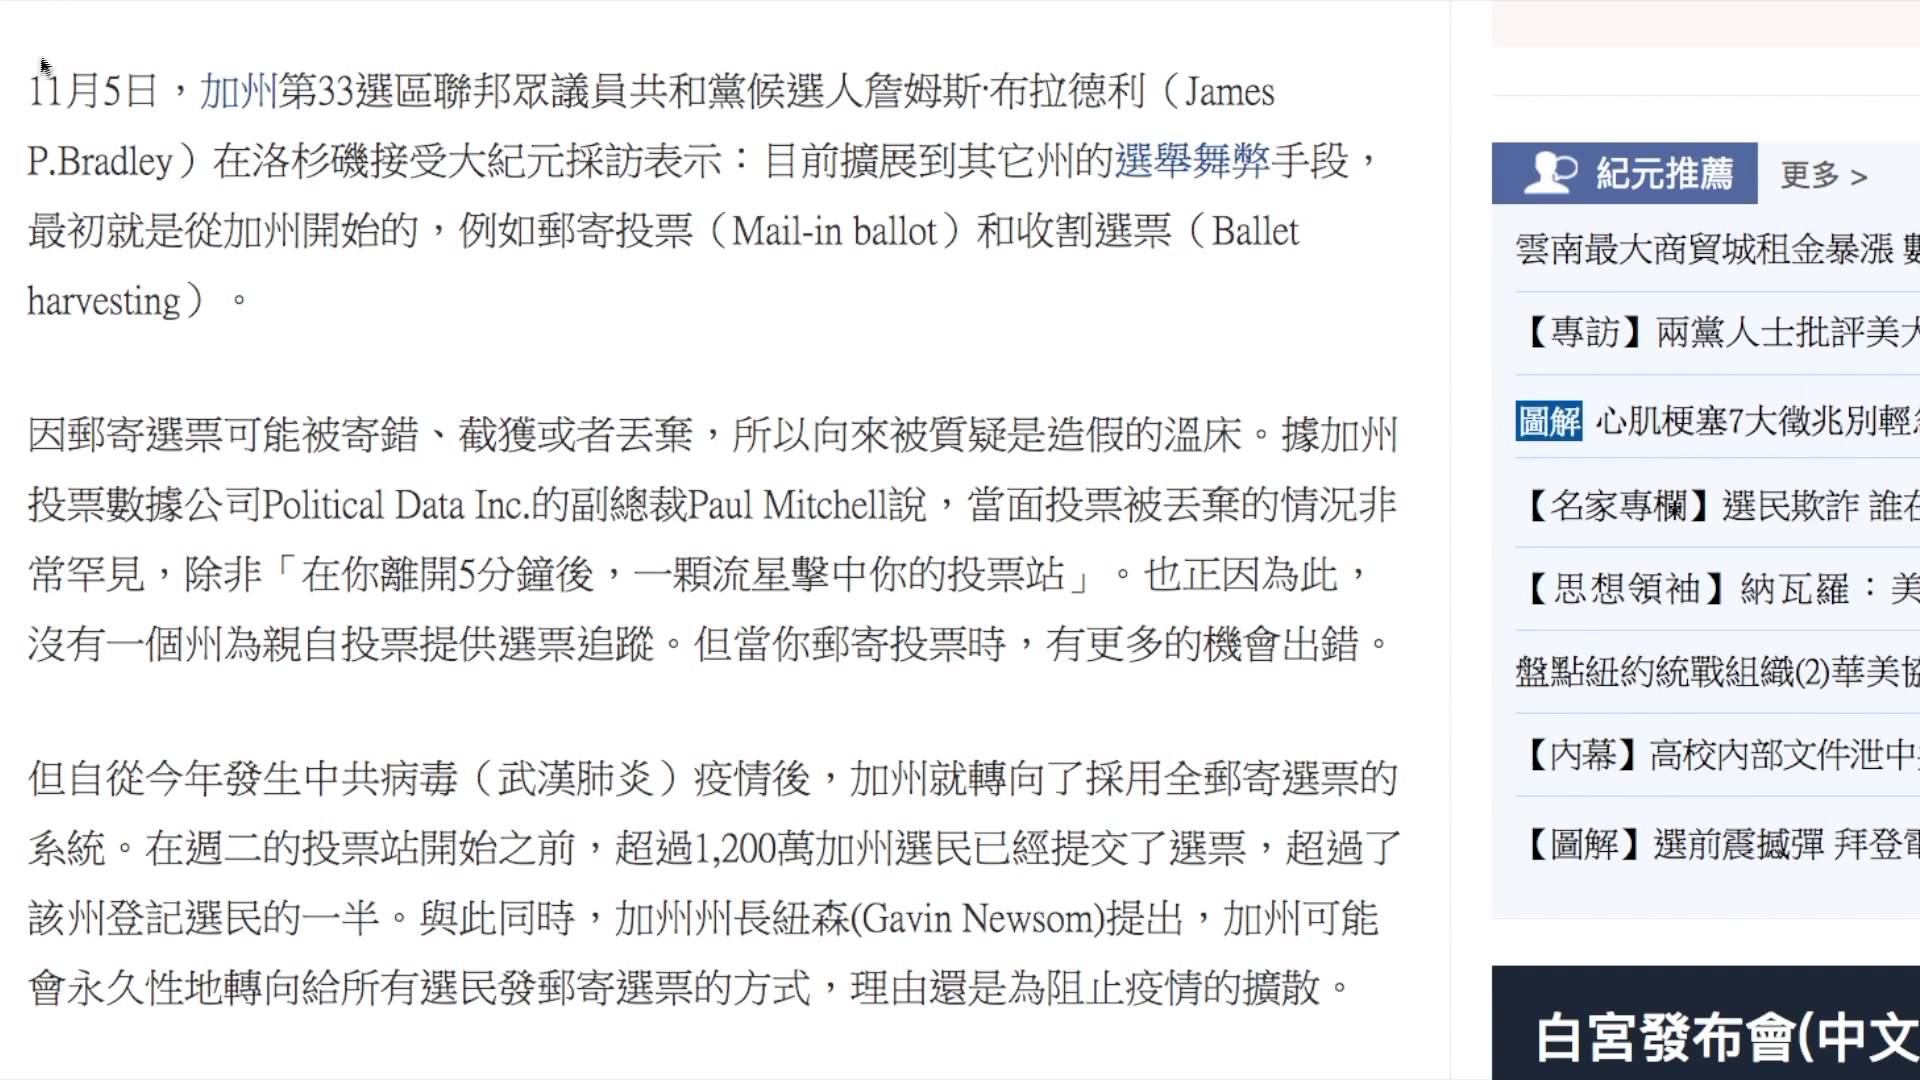 11月5日，加州第33選區聯邦眾議員共和黨候選人詹姆斯·布拉德利（James
P.Bradley）在洛杉磯接受大紀元採訪表示：目前擴展到其它州的選舉舞弊手段，
最初就是從加州開始的，例如郵寄投票（Mail-in ballot）和收割選票（Ballet
harvesting）。
因郵寄選票可能被寄錯、截獲或者丟棄，所以向來被質疑是造假的溫床。據加州
投票數據公司Political Data Inc.的副總裁Paul Mitchell說，當面投票被丟棄的情況非
常罕見，除非「在你離開5分鐘後，一顆流星擊中你的投票站」。也正因為此，
沒有一個州為親自投票提供選票追蹤。但當你郵寄投票時，有更多的機會出錯。
但自從今年發生中共病毒（武漢肺炎）疫情後，加州就轉向了採用全郵寄選票的
系統。在週二的投票站開始之前，超過1,200萬加州選民已經提交了選票，超過了
該州登記選民的一半。與此同時，加州州長紐森(Gavin Newsom)提出，加州可能
會永久性地轉向給所有選民發郵寄選票的方式，理由還是為阻止疫情的擴散。
紀元推薦 更多 >
雲南最大商貿城租金暴漲
【專訪】兩黨人士批評美
圖解 心肌梗塞7大徵兆別輕
【名家專欄】選民欺詐 誰
【思想領袖】納瓦羅：美
盤點紐約統戰組織(2)華美
【內幕】高校內部文件泄中
【圖解】選前震撼彈 拜登
白宮發布會(中文